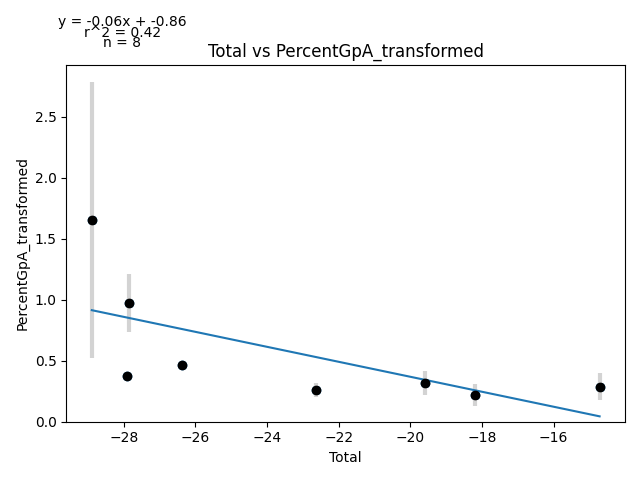 y = -0.06x + -0.86
r^2 = 0.42
n = 8
Total vs PercentGpA_transformed
PercentGpA_transformed
2.5
2.0
1.5
1.0
0.5
0.0
−28
−26
−24
−22
−20
−18
−16
Total